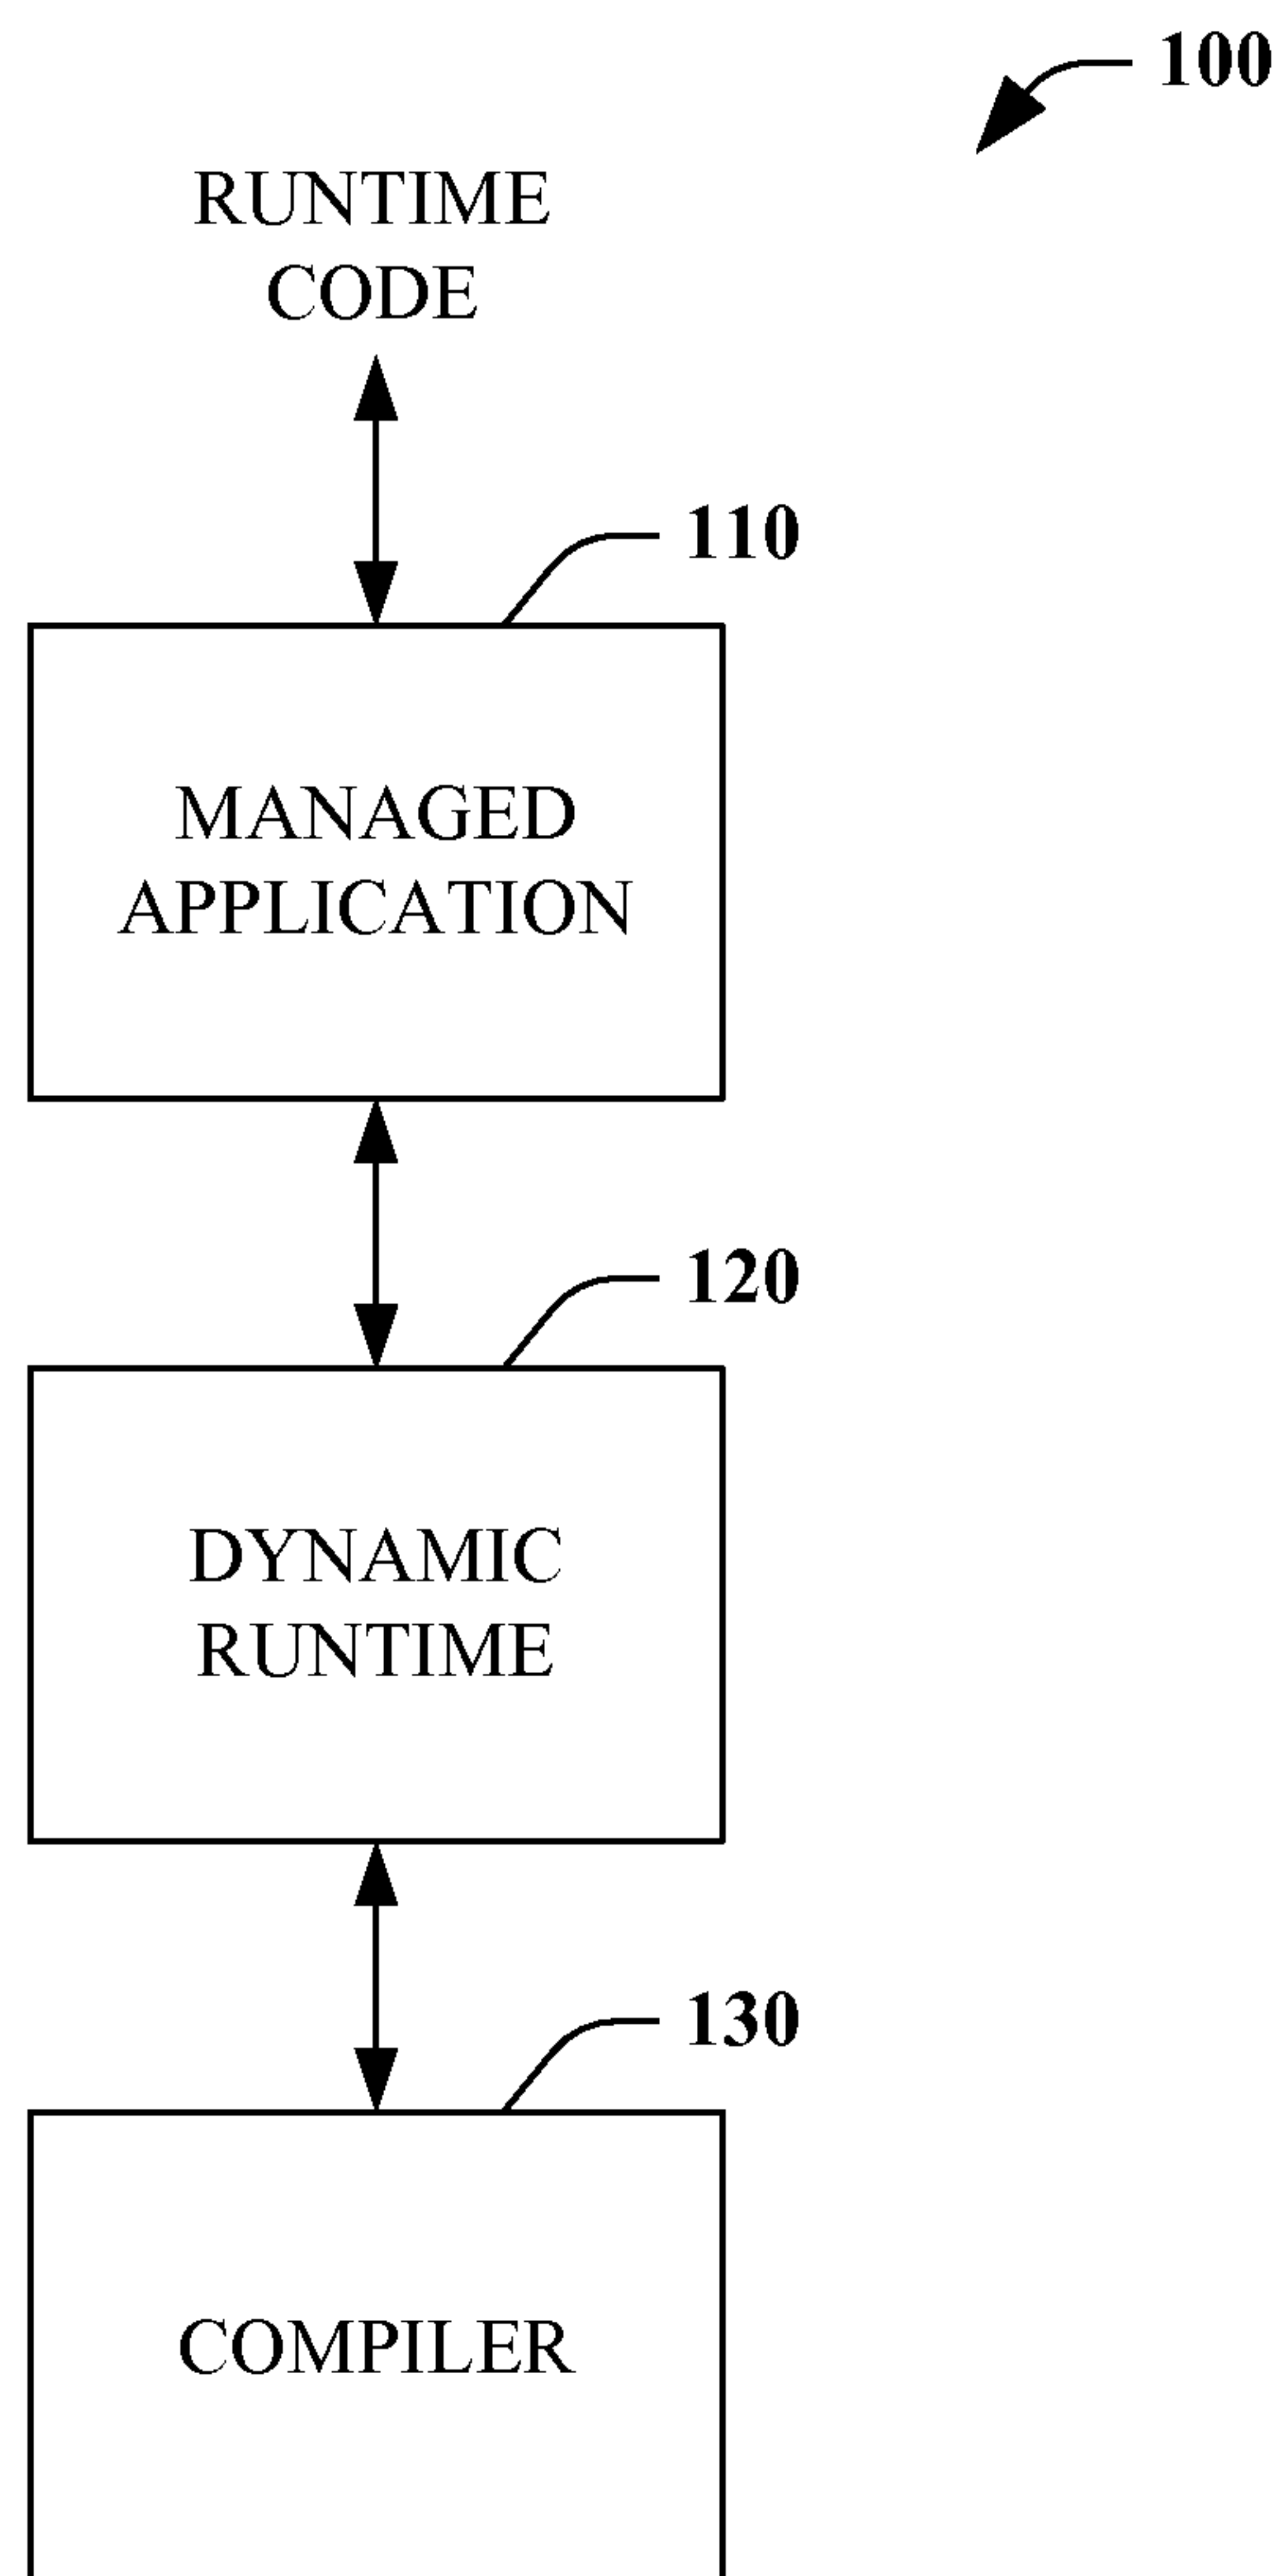 100
RUNTIME
CODE
110
MANAGED
APPLICATION
120
DYNAMIC
RUNTIME
130
COMPILER